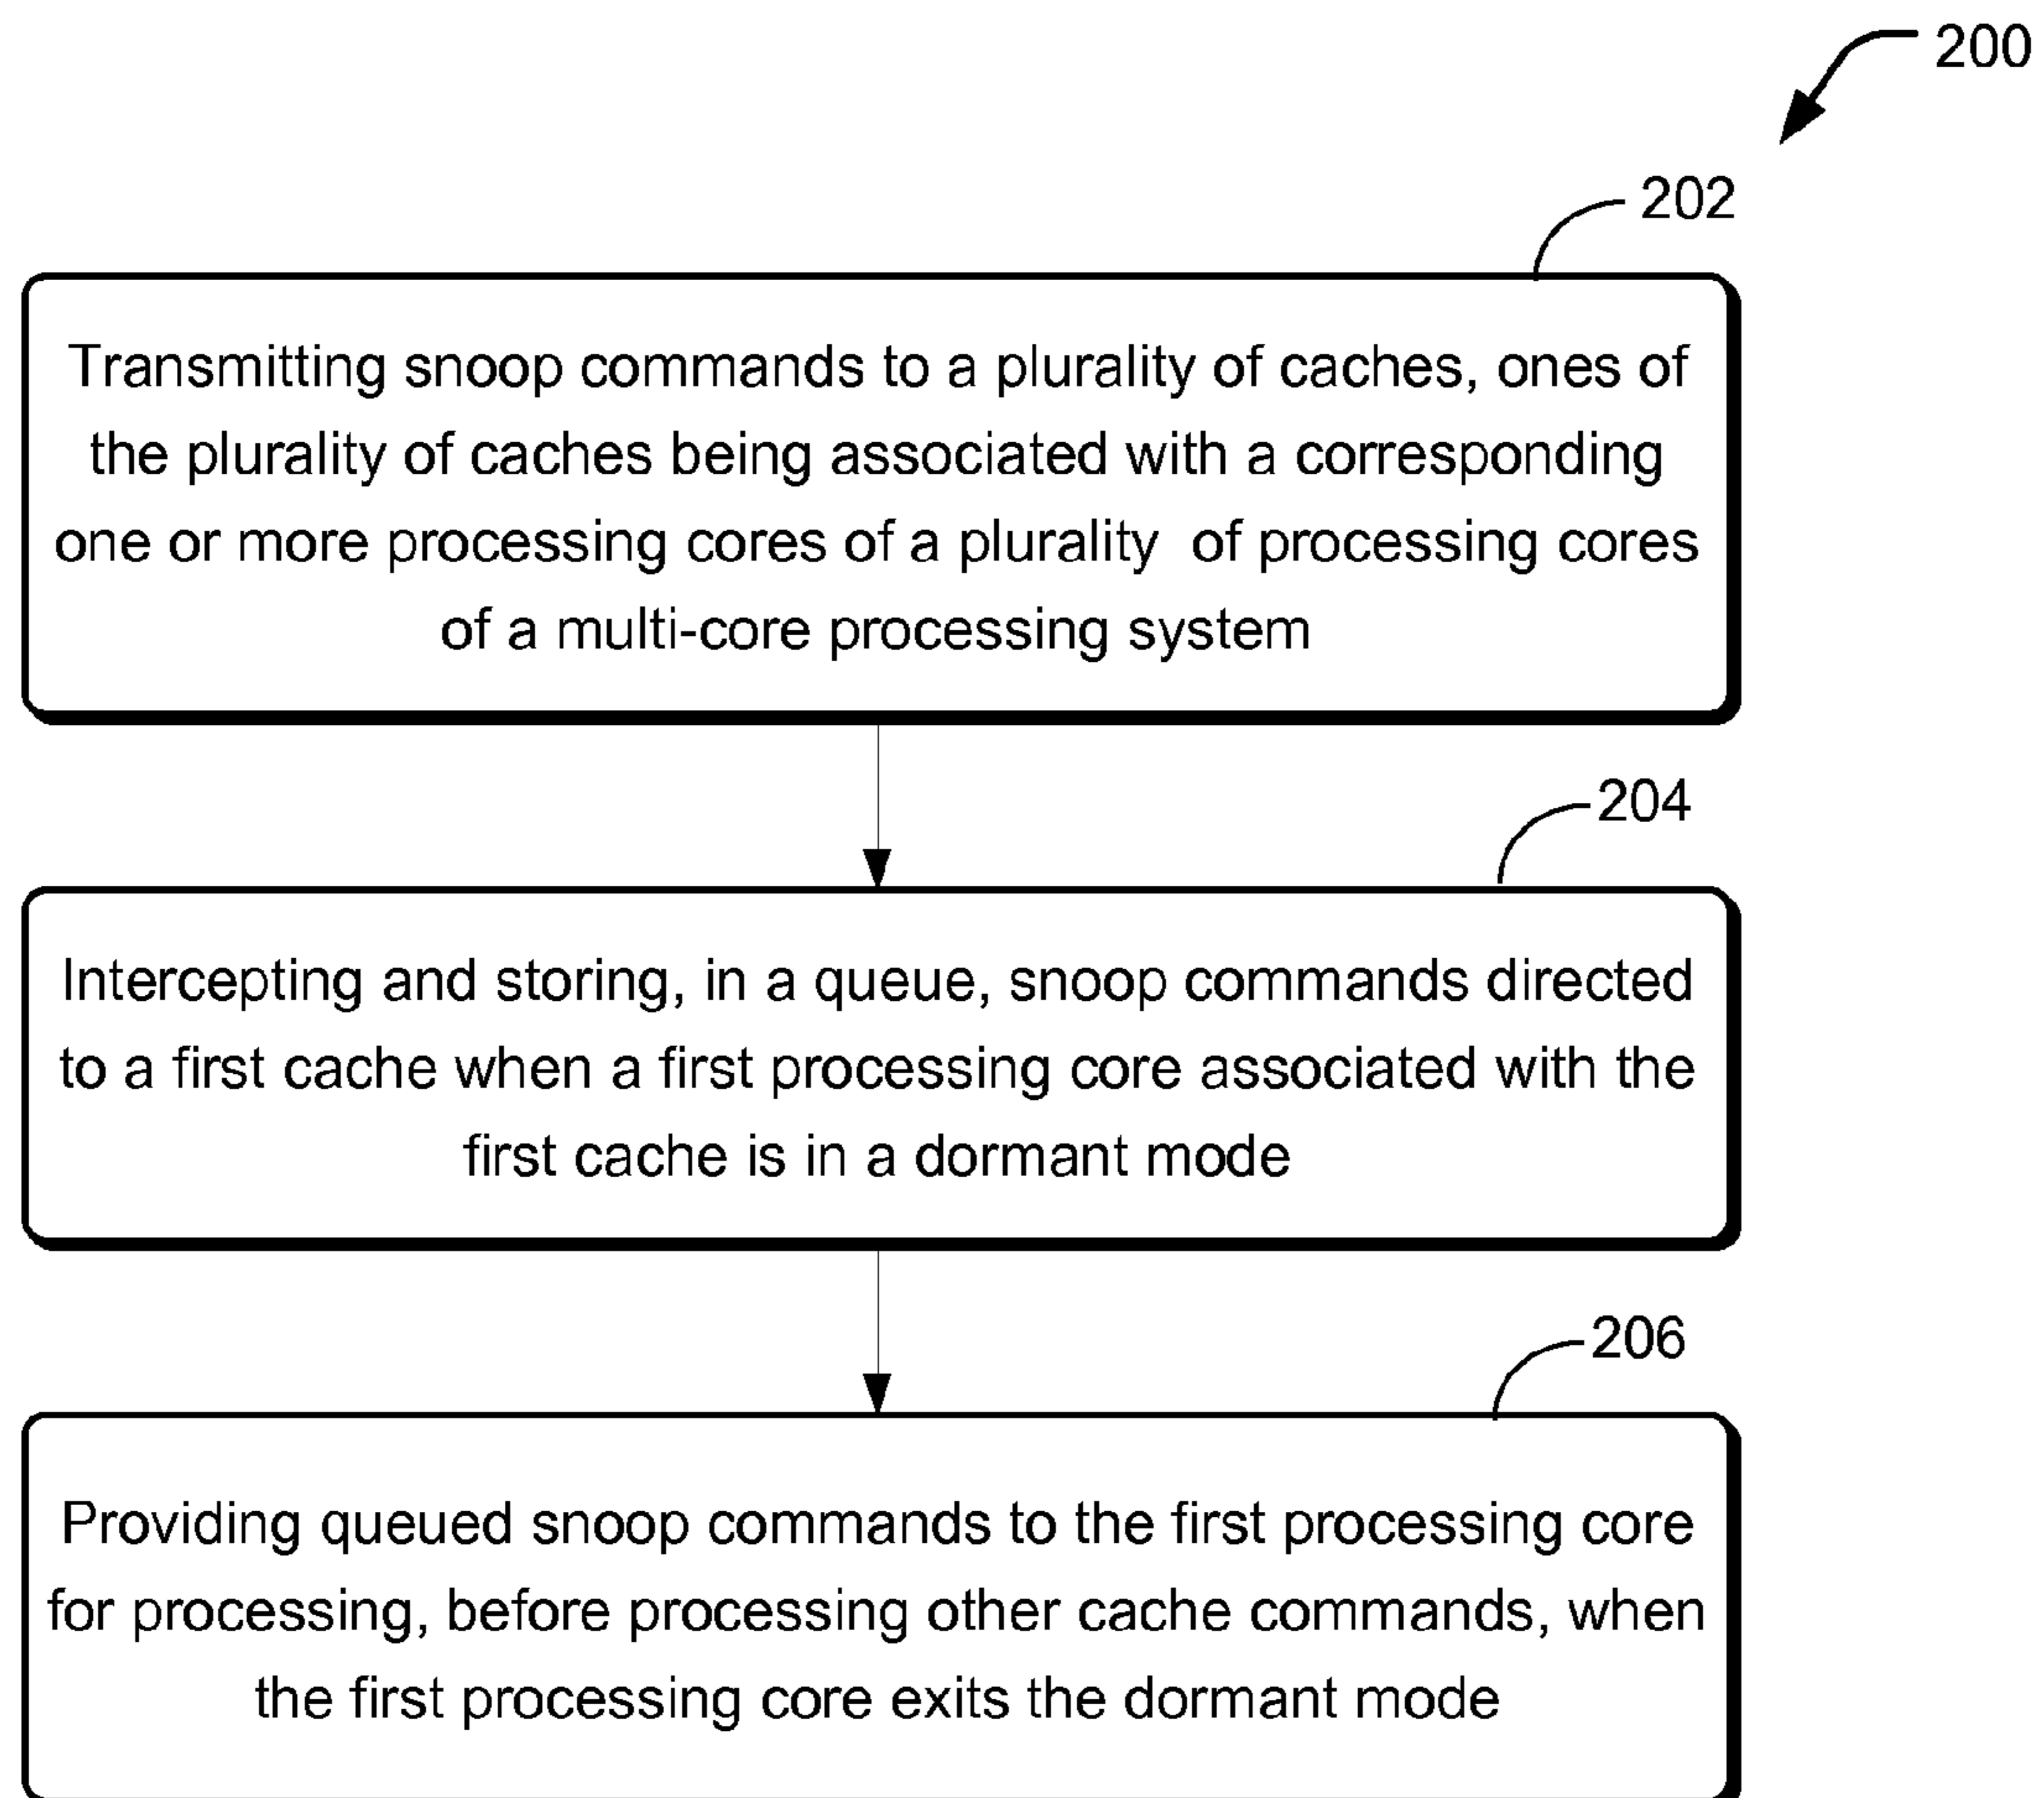 200
202
Transmitting snoop commands to a plurality of caches, ones of
the plurality of caches being associated with a corresponding
one or more processing cores of a plurality of processing cores
of a multi-core processing system
204
Intercepting and storing, in a queue, snoop commands directed
to a first cache when a first processing core associated with the
first cache is in a dormant mode
206
Providing queued snoop commands to the first processing core
for processing, before processing other cache commands, when
the first processing core exits the dormant mode